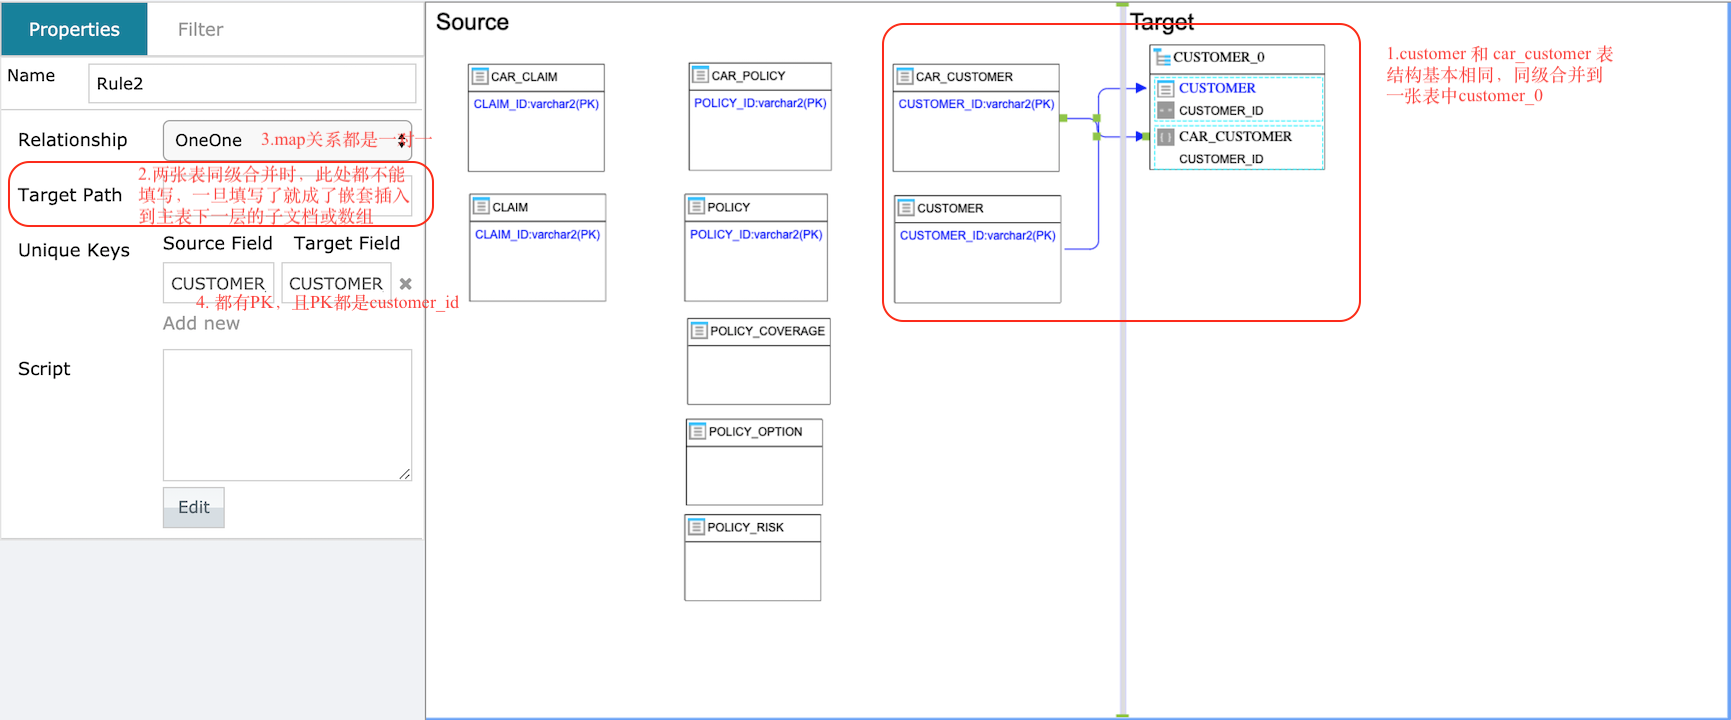 Properties
Filter
Name
Rule2
Relationship
OneOne
3.map关系都是一对一
Target Path
2.两张表同级合并时，此处都不能
填写，一旦填写了就成了嵌套插入
到主表下一层的子文档或数组
Unique Keys
Source Field
Target Field
CUSTOMER
CUSTOMER
4. 都有PK，且PK都是customer_id
Add new
Script
Edit
Source
CAR_CLAIM
CLAIM_ID:varchar2(PK)
CAR_POLICY
POLICY_ID:varchar2(PK)
CAR_CUSTOMER
CUSTOMER_ID:varchar2(PK)
CLAIM
CLAIM_ID:varchar2(PK)
POLICY
POLICY_ID:varchar2(PK)
CUSTOMER
CUSTOMER_ID:varchar2(PK)
POLICY_COVERAGE
POLICY_OPTION
POLICY_RISK
Target
CUSTOMER_0
CUSTOMER
CUSTOMER_ID
CAR_CUSTOMER
CUSTOMER_ID
1.customer 和 car_customer 表
结构基本相同，同级合并到
一张表中customer_0